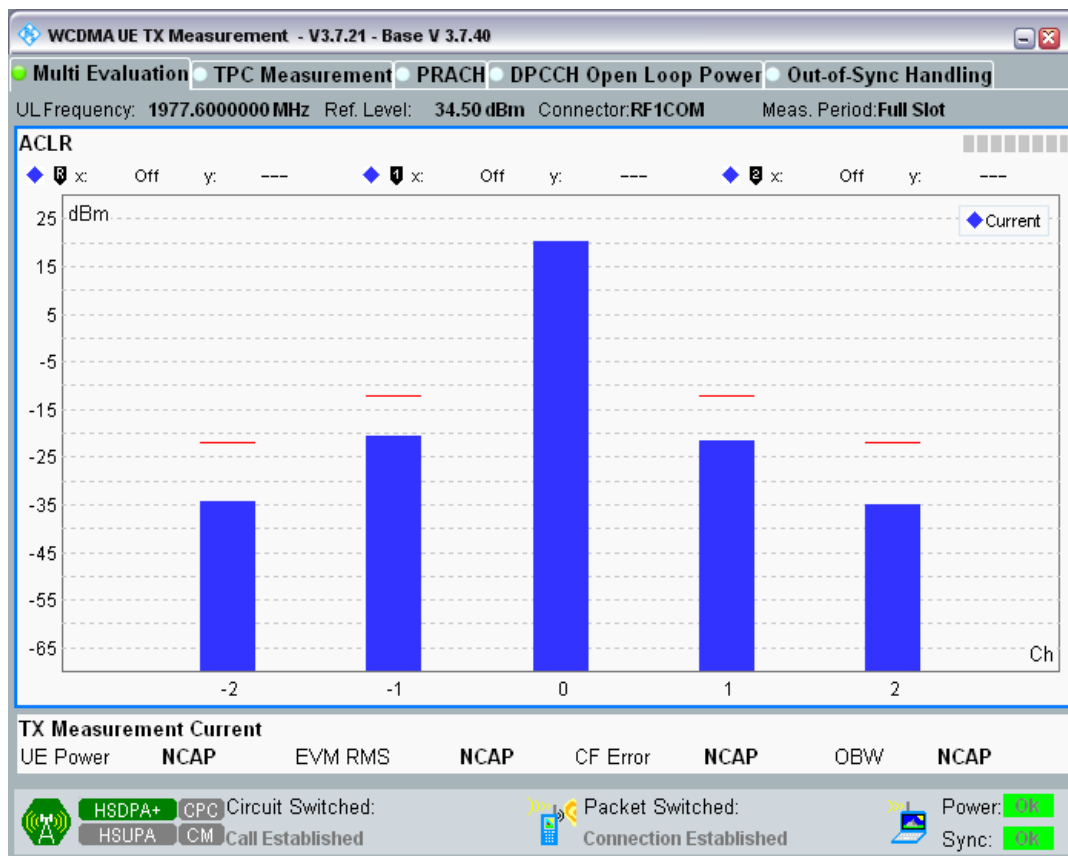 WCDMA UE TX Measurement - V3.7.21 - Base V 3.7.40
Multi Evaluation TPC Measurement PRACH DPCCH Open Loop Power Out-of-Sync Handling
UL Frequency: 1977.6000000 MHz Ref. Level: 34.50 dBm Connector:RF1COM Meas. Period:Full Slot
ACLR
R x: Off y: --- 1 x: Off y: --- 2 x: Off y: ---
25 dBm Current
15
5
-5
-15
-25
-35
-45
-55
-65 Ch
-2 -1 0 1 2
TX Measurement Current
UE Power NCAP EVM RMS NCAP CF Error NCAP OBW NCAP
HSDPA+ CPC Circuit Switched: Packet Switched: Power: OK
HSUPA CM Call Established Connection Established Sync: OK